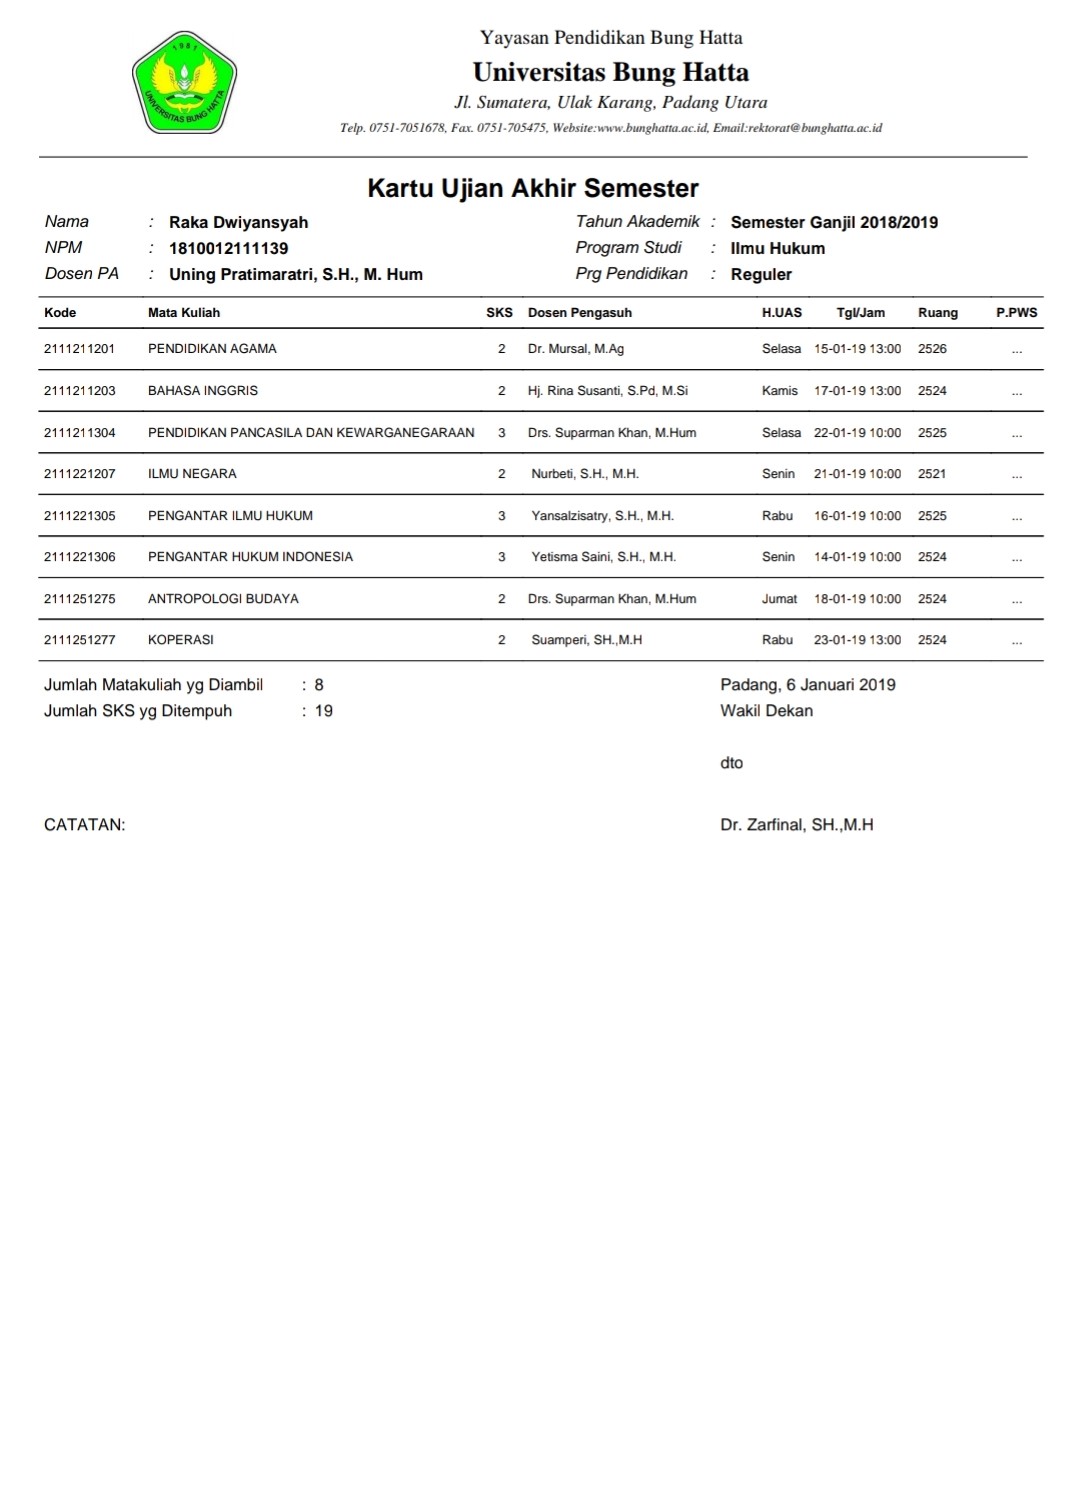 1981
UNIVERSITAS BUNG HATTA
Yayasan Pendidikan Bung Hatta
Universitas Bung Hatta
Jl. Sumatera, Ulak Karang, Padang Utara
Telp. 0751-7051678, Fax. 0751-705475, Website:www.bunghatta.ac.id, Email:rektorat@bunghatta.ac.id
Kartu Ujian Akhir Semester
Nama : Raka Dwiyansyah Tahun Akademik : Semester Ganjil 2018/2019
NPM : 1810012111139 Program Studi : Ilmu Hukum
Dosen PA : Uning Pratimaratri, S.H., M. Hum Prg Pendidikan : Reguler
Kode Mata Kuliah SKS Dosen Pengasuh H.UAS Tgl/Jam Ruang P.PWS
2111211201 PENDIDIKAN AGAMA 2 Dr. Mursal, M.Ag Selasa 15-01-19 13:00 2526 ...
2111211203 BAHASA INGGRIS 2 Hj. Rina Susanti, S.Pd, M.Si Kamis 17-01-19 13:00 2524 ...
2111211304 PENDIDIKAN PANCASILA DAN KEWARGANEGARAAN 3 Drs. Suparman Khan, M.Hum Selasa 22-01-19 10:00 2525 ...
2111221207 ILMU NEGARA 2 Nurbeti, S.H., M.H. Senin 21-01-19 10:00 2521 ...
2111221305 PENGANTAR ILMU HUKUM 3 Yansalzisatry, S.H., M.H. Rabu 16-01-19 10:00 2525 ...
2111221306 PENGANTAR HUKUM INDONESIA 3 Yetisma Saini, S.H., M.H. Senin 14-01-19 10:00 2524 ...
2111251275 ANTROPOLOGI BUDAYA 2 Drs. Suparman Khan, M.Hum Jumat 18-01-19 10:00 2524 ...
2111251277 KOPERASI 2 Suamperi, SH.,M.H Rabu 23-01-19 13:00 2524 ...
Jumlah Matakuliah yg Diambil : 8 Padang, 6 Januari 2019
Jumlah SKS yg Ditempuh : 19 Wakil Dekan
dto
CATATAN: Dr. Zarfinal, SH.,M.H